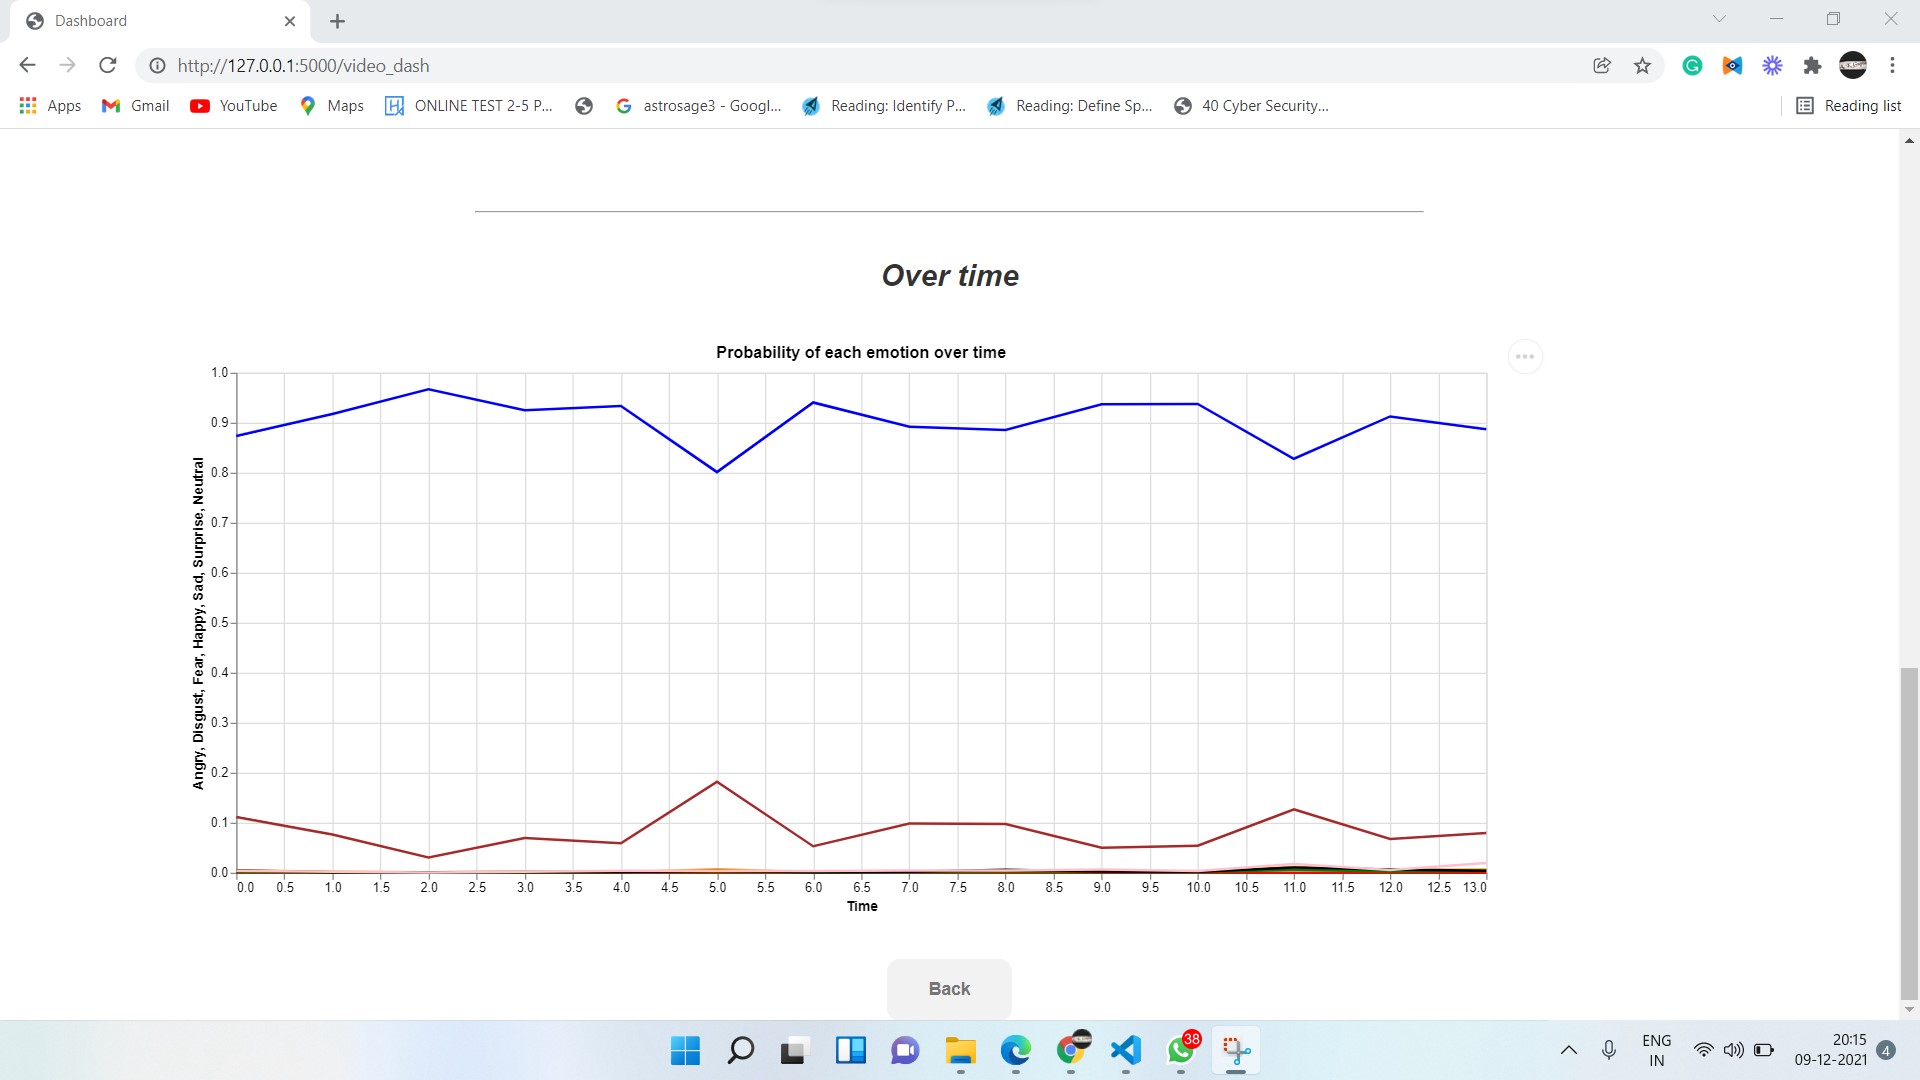 Dashboard
http://127.0.0.1:5000/video_dash
Apps Gmail YouTube Maps ONLINE TEST 2-5 P... astrosage3 - Googl... Reading: Identify P... Reading: Define Sp... 40 Cyber Security... Reading list
Over time
Probability of each emotion over time
1.0
0.9
0.8
0.7
0.6
0.5
0.4
0.3
0.2
0.1
0.0
Angry, Disgust, Fear, Happy, Sad, Surprise, Neutral
0.0 0.5 1.0 1.5 2.0 2.5 3.0 3.5 4.0 4.5 5.0 5.5 6.0 6.5 7.0 7.5 8.0 8.5 9.0 9.5 10.0 10.5 11.0 11.5 12.0 12.5 13.0
Time
Back
38
ENG
IN
20:15
09-12-2021
4